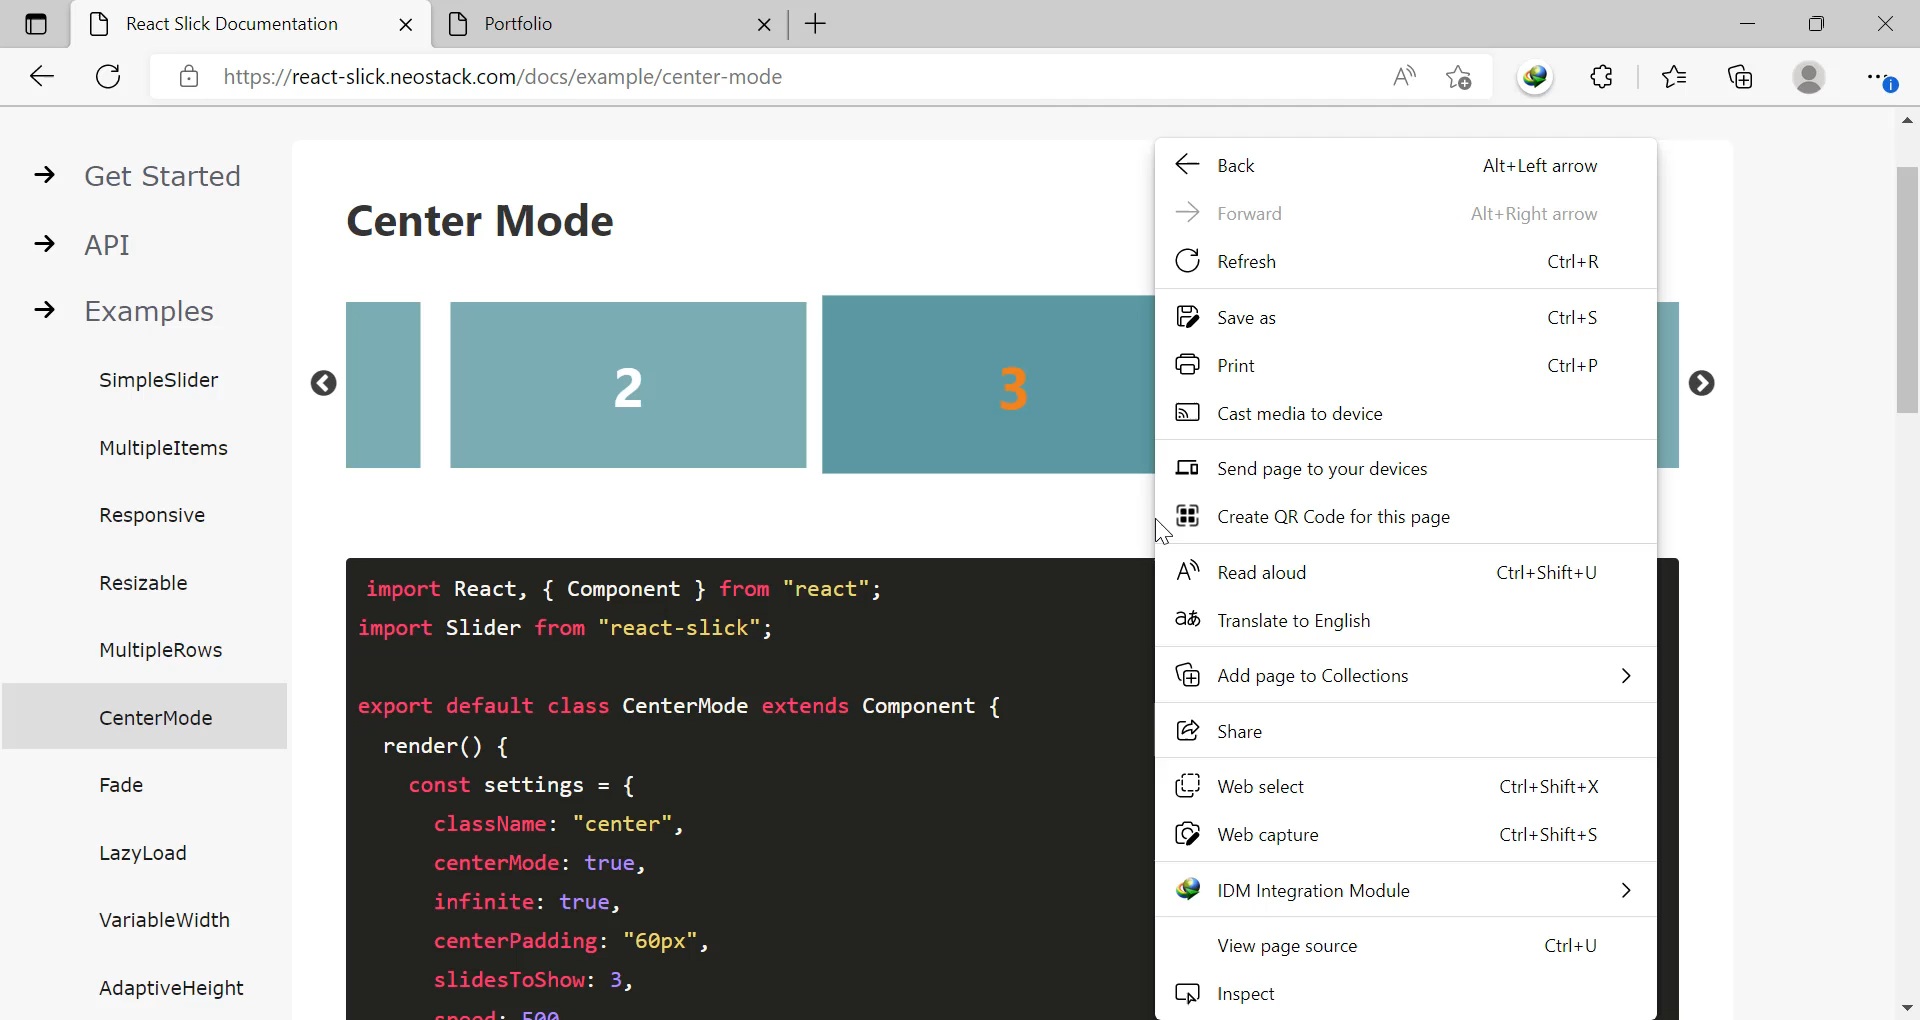 React Slick Documentation
Portfolio
https://react-slick.neostack.com/docs/example/center-mode
Get Started
API
Examples
SimpleSlider
MultipleItems
Responsive
Resizable
MultipleRows
CenterMode
Fade
LazyLoad
VariableWidth
AdaptiveHeight
Center Mode
2
3
import React, { Component } from "react";
import Slider from "react-slick";
export default class CenterMode extends Component {
render() {
const settings = {
className: "center",
centerMode: true,
infinite: true,
centerPadding: "60px",
slidesToShow: 3,
speed: 500
Back Alt+Left arrow
Forward Alt+Right arrow
Refresh Ctrl+R
Save as Ctrl+S
Print Ctrl+P
Cast media to device
Send page to your devices
Create QR Code for this page
Read aloud Ctrl+Shift+U
Translate to English
Add page to Collections
Share
Web select Ctrl+Shift+X
Web capture Ctrl+Shift+S
IDM Integration Module
View page source Ctrl+U
Inspect